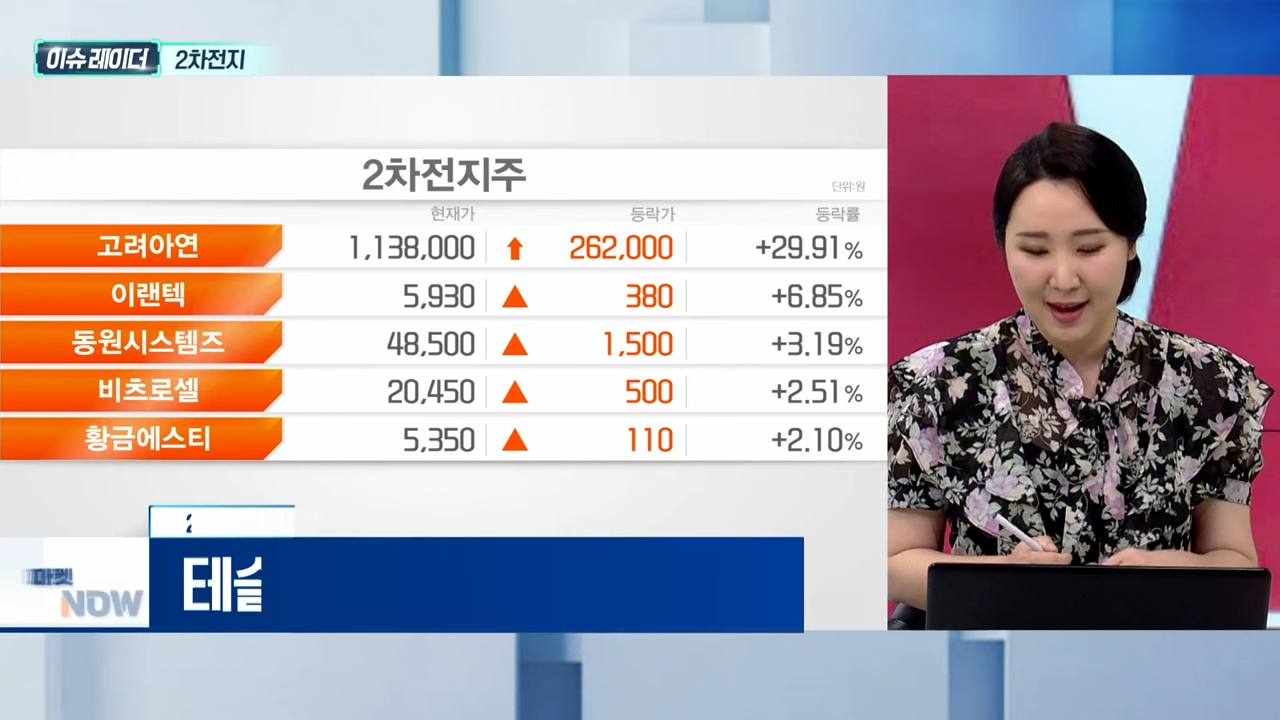 이슈 레이더 2차전지
2차전지주
단위:원
현재가 등락가 등락률
고려아연 1,138,000 262,000 +29.91%
이랜텍 5,930 380 +6.85%
동원시스템즈 48,500 1,500 +3.19%
비츠로셀 20,450 500 +2.51%
황금에스티 5,350 110 +2.10%
마켓
NOW
테슬